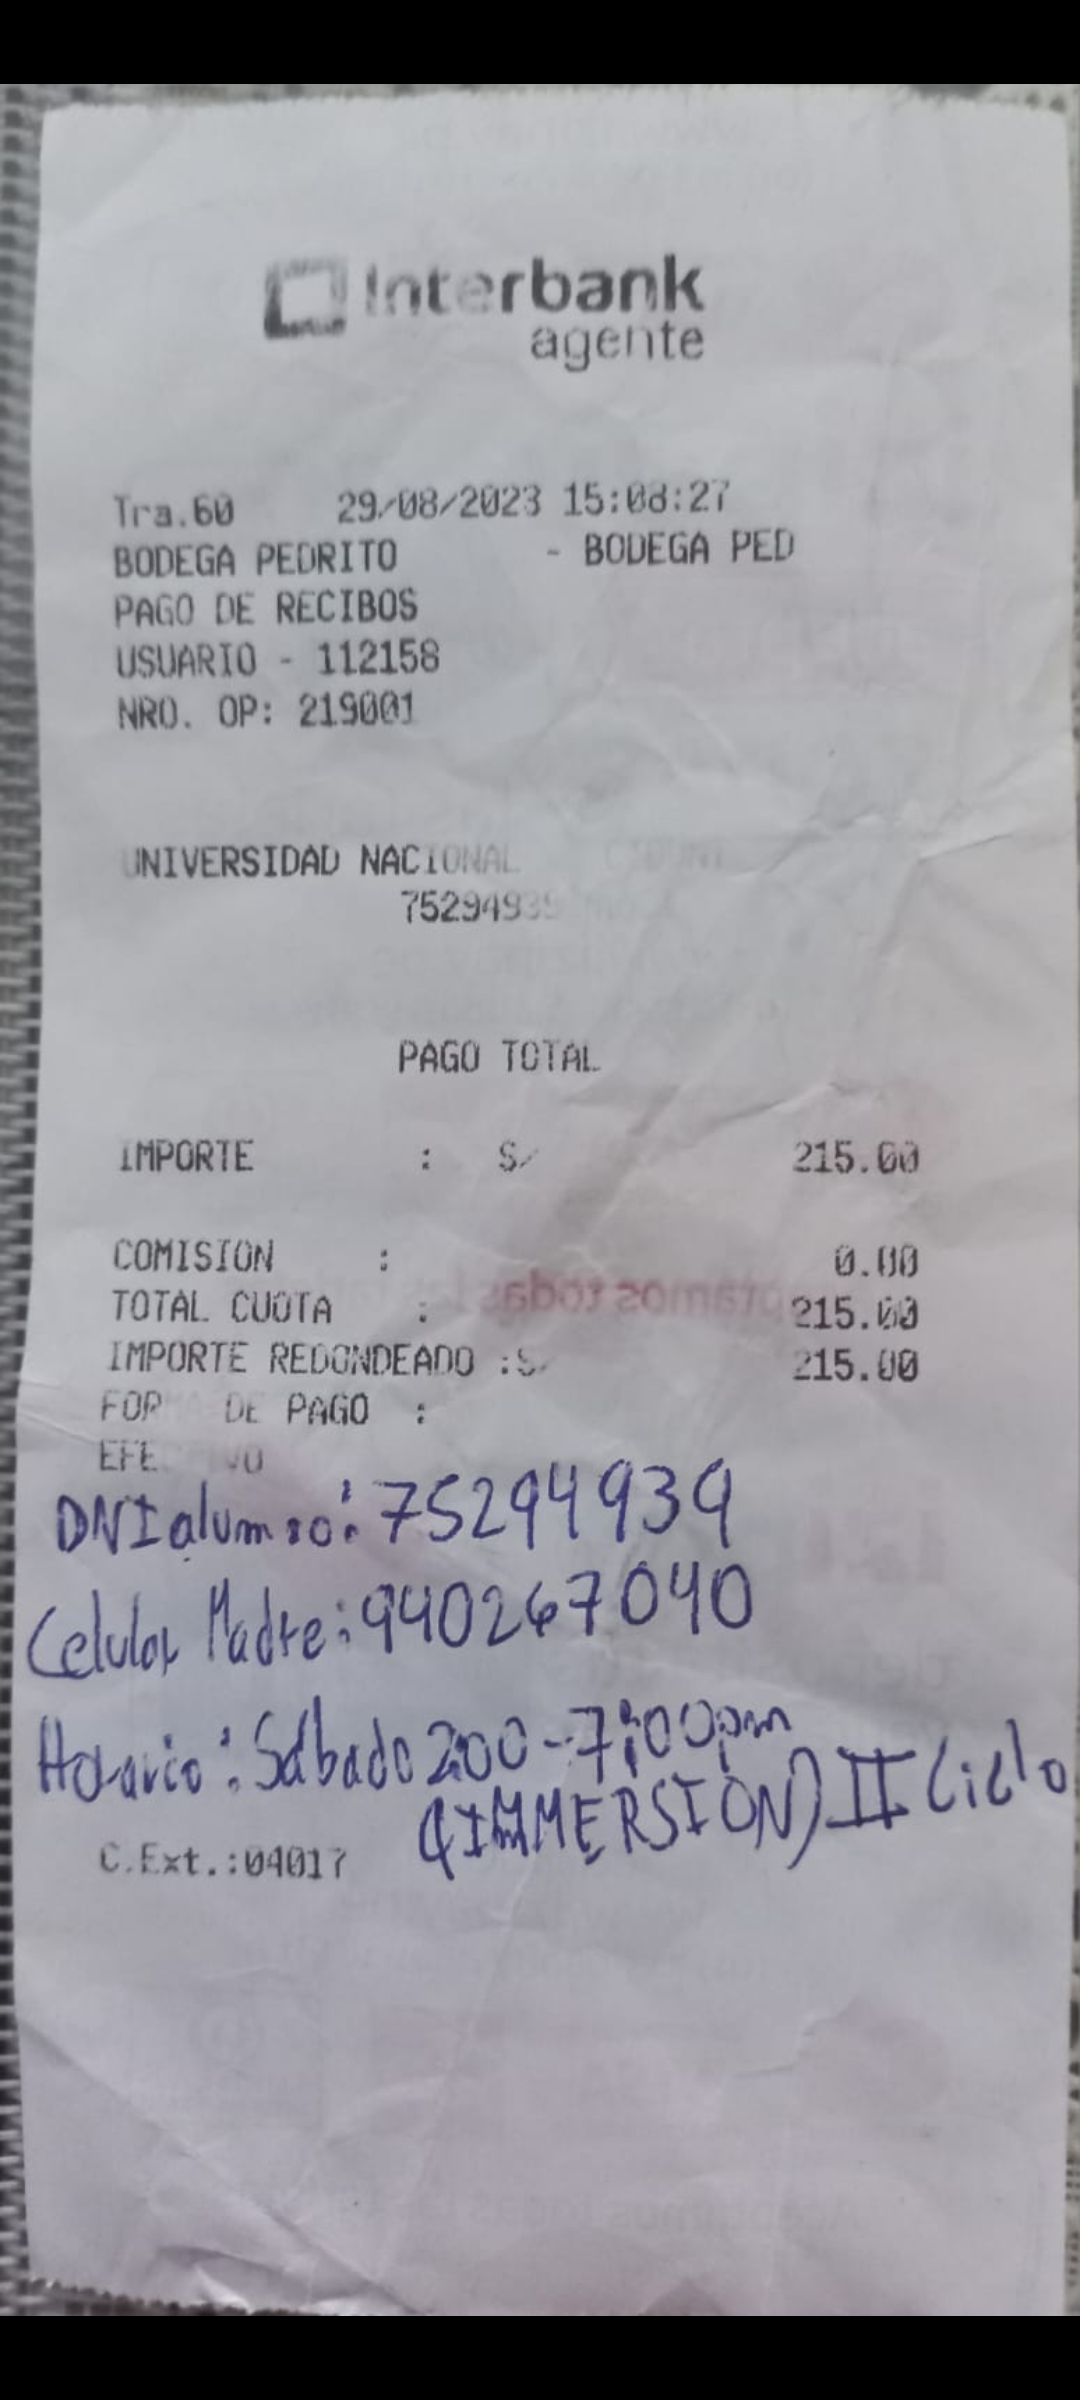 Interbank
agente
Tra.60 29/08/2023 15:08:27
BODEGA PEDRITO - BODEGA PED
PAGO DE RECIBOS
USUARIO - 112158
NRO. OP: 219001
UNIVERSIDAD NACIONAL
75294939
PAGO TOTAL
IMPORTE : S/ 215.00
COMISION : 0.00
TOTAL CUOTA : 215.00
IMPORTE REDONDEADO :S/ 215.00
FORMA DE PAGO :
EFECTIVO
DNI alumno: 75294939
Celular Madre: 940267040
Horario: Sábado 2:00 - 7:00pm
(IMMERSION) II Ciclo
C.Ext.:04017